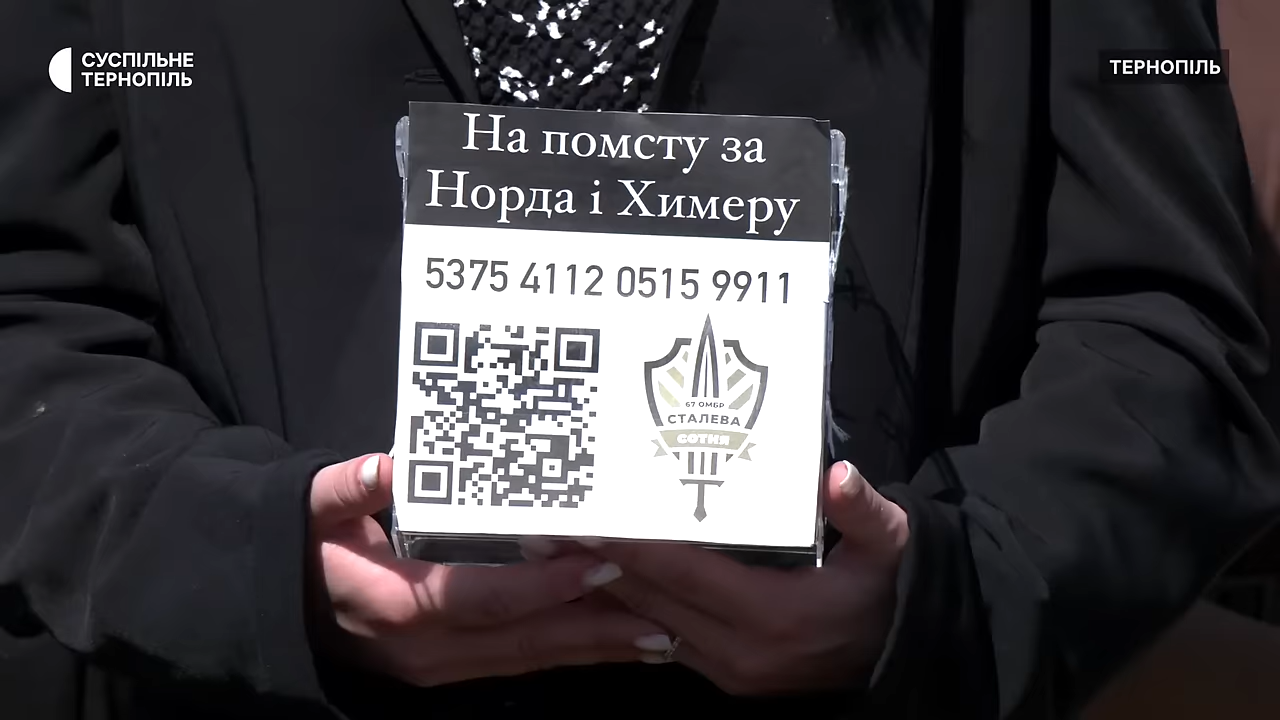 СУСПІЛЬНЕ
ТЕРНОПІЛЬ
ТЕРНОПІЛЬ
На помсту за
Норда і Химеру
5375 4112 0515 9911
67 ОМБР
СТАЛЕВА
СОТНЯ